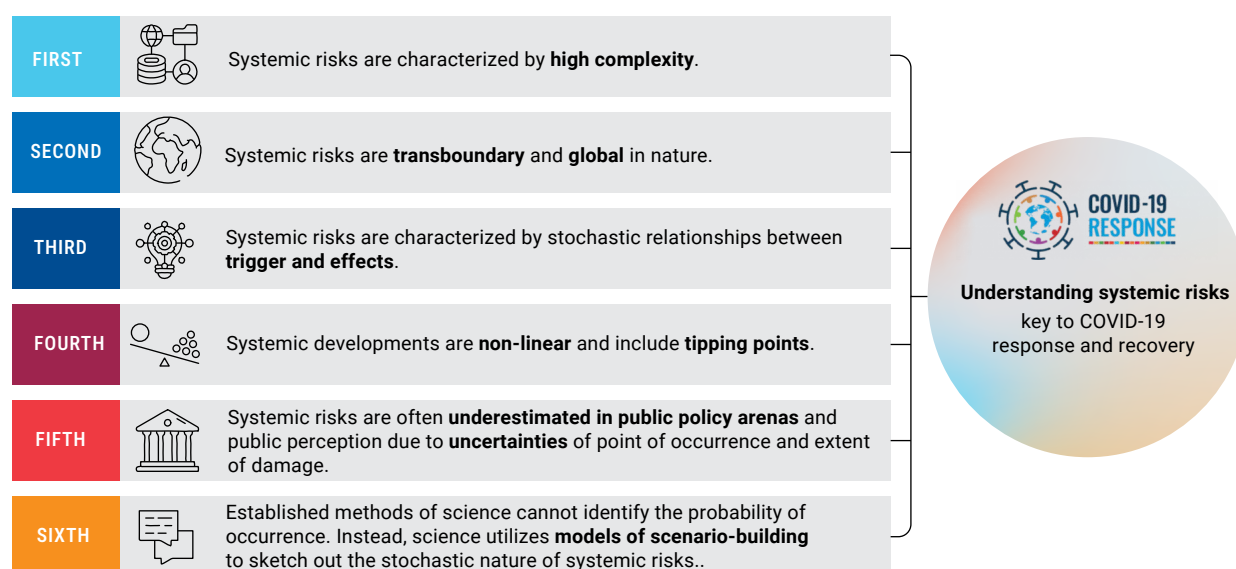 FIRST
Systemic risks are characterized by high complexity.
SECOND
Systemic risks are transboundary and global in nature.
THIRD
Systemic risks are characterized by stochastic relationships between
trigger and effects.
FOURTH
Systemic developments are non-linear and include tipping points.
FIFTH
Systemic risks are often underestimated in public policy arenas and
public perception due to uncertainties of point of occurrence and extent
of damage.
SIXTH
Established methods of science cannot identify the probability of
occurrence. Instead, science utilizes models of scenario-building
to sketch out the stochastic nature of systemic risks..
COVID-19
RESPONSE
Understanding systemic risks
key to COVID-19
response and recovery